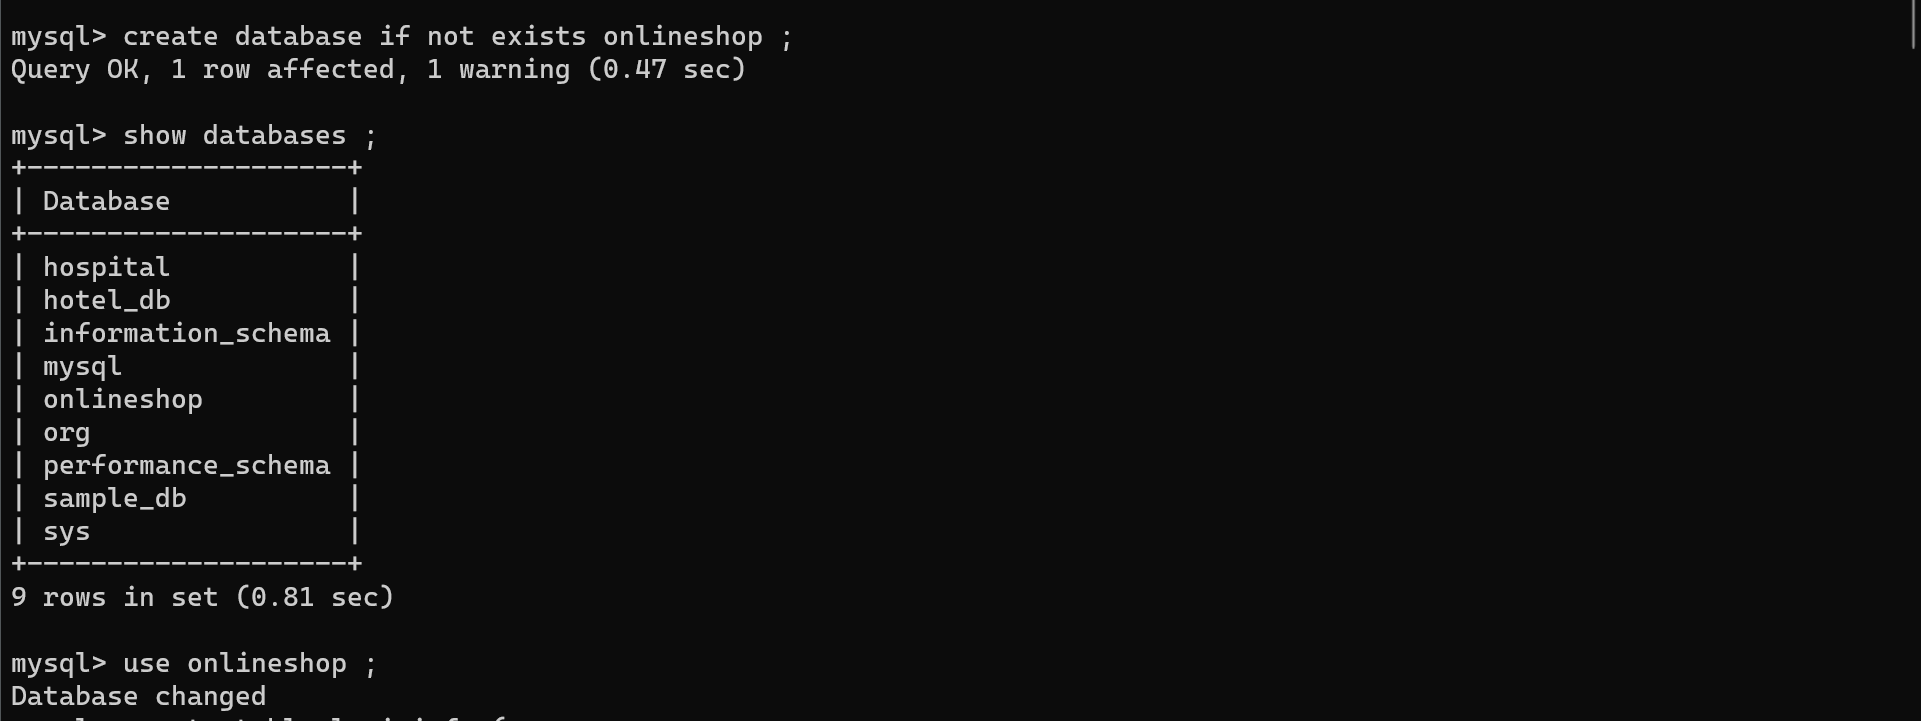 mysql> create database if not exists onlineshop ;
Query OK, 1 row affected, 1 warning (0.47 sec)

mysql> show databases ;
+--------------------+
| Database           |
+--------------------+
| hospital           |
| hotel_db           |
| information_schema |
| mysql              |
| onlineshop         |
| org                |
| performance_schema |
| sample_db          |
| sys                |
+--------------------+
9 rows in set (0.81 sec)

mysql> use onlineshop ;
Database changed